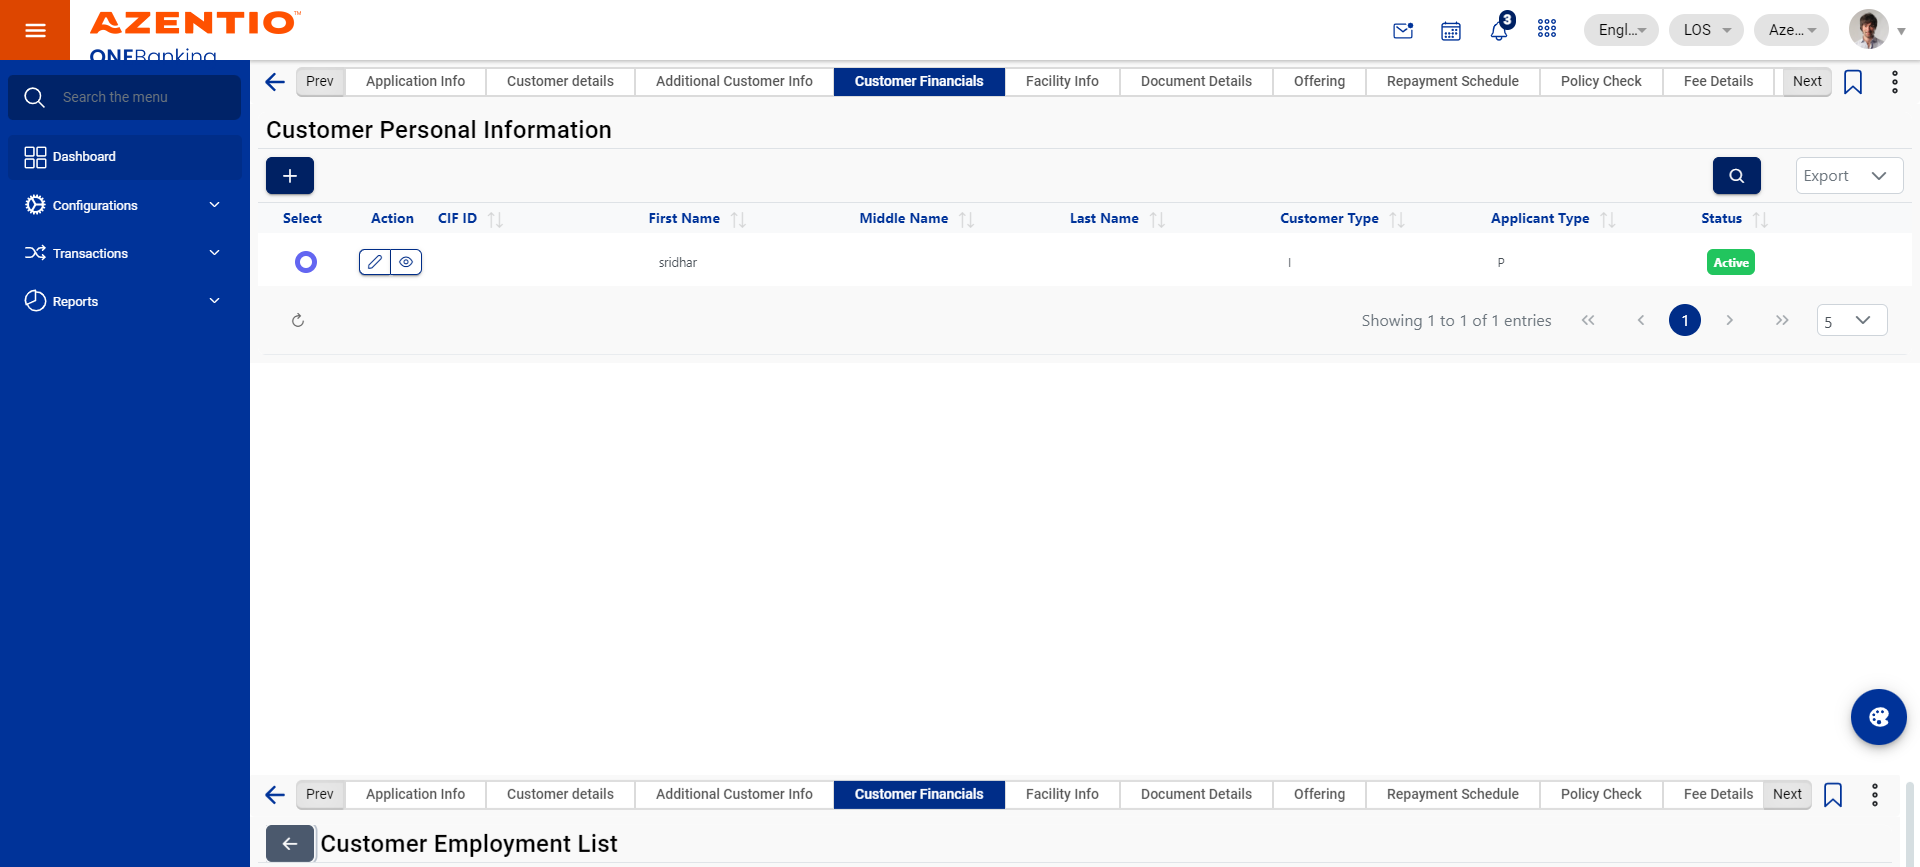 AZENTIO™
ONEBanking
3
Engl...
LOS
Aze...
Search the menu
Dashboard
Configurations
Transactions
Reports
Prev
Application Info
Customer details
Additional Customer Info
Customer Financials
Facility Info
Document Details
Offering
Repayment Schedule
Policy Check
Fee Details
Next
Customer Personal Information
+
Export
Select
Action
CIF ID
First Name
Middle Name
Last Name
Customer Type
Applicant Type
Status
sridhar
I
P
Active
Showing 1 to 1 of 1 entries
1
5
Prev
Application Info
Customer details
Additional Customer Info
Customer Financials
Facility Info
Document Details
Offering
Repayment Schedule
Policy Check
Fee Details
Next
Customer Employment List